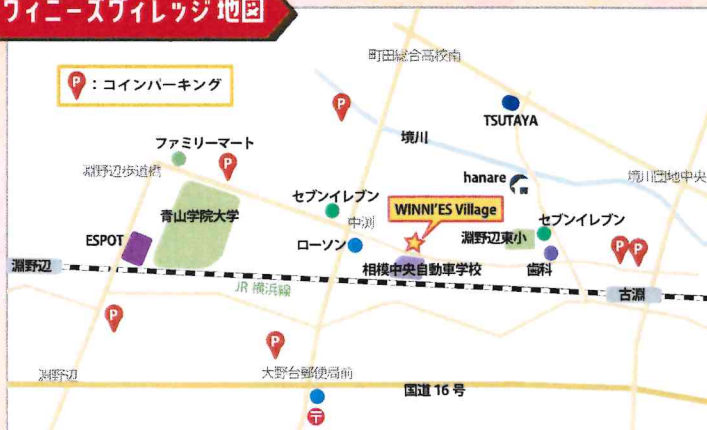 ウィニーズヴィレッジ 地図
P：コインパーキング
町田総合高校南
P
TSUTAYA
境川
ファミリーマート
P
淵野辺歩道橋
hanare
境川団地中央
セブンイレブン
WINNI'ES Village
青山学院大学
中渕
セブンイレブン
ESPOT
ローソン
淵野辺東小
P P
淵野辺
相模中央自動車学校
歯科
JR 横浜線
古淵
P
P
淵野辺
大野台郵便局前
国道 16 号
〒